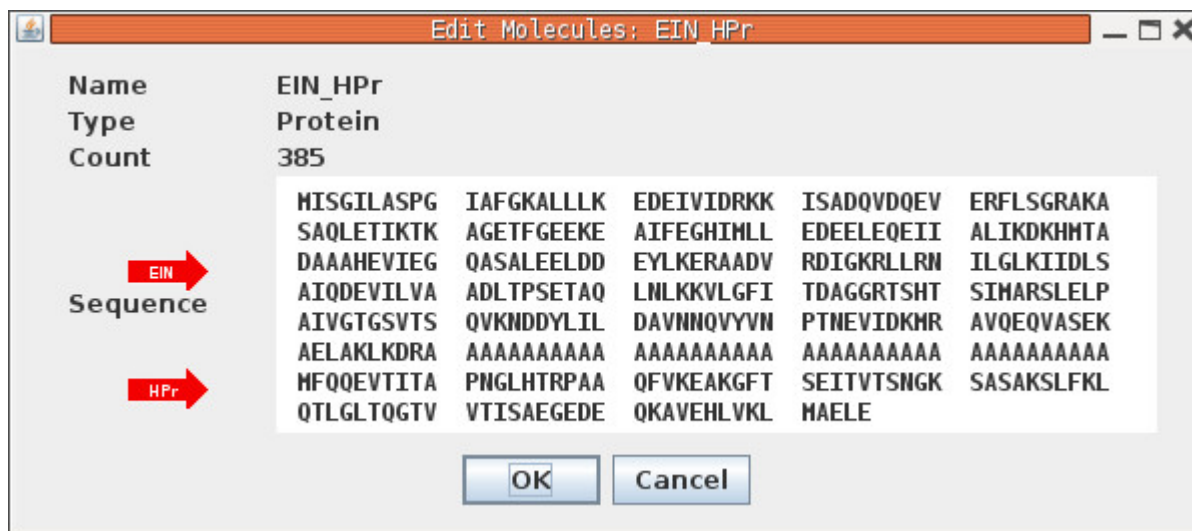 Edit Molecules: EIN_HPr
Name EIN_HPr
Type Protein
Count 385
MISGILASPG IAFGKALLLK EDEIVIDRKK ISADQVDQEV ERFLSGRAKA
SAQLETIKTK AGETFGEEKE AIFEGHIMLL EDEELEQEII ALIKDKHMTA
EIN DAAAHEVIEG QASALEELDD EYLKERAADV RDIGKRLLRN ILGLKIIDLS
Sequence AIQDEVILVA ADLTPSETAQ LNLKKVLGFI TDAGGRTSHT SIMARSLELP
AIVGTGSVTS QVKNDDYLIL DAVNNQVYVN PTNEVIDKMR AVQEQVASEK
AELAKLKDRA AAAAAAAAAA AAAAAAAAAA AAAAAAAAAA AAAAAAAAAA
HPr MFQQEVTITA PNGLHTRPAA QFVKEAKGFT SEITVTSNGK SASAKSLFKL
QTLGLTQGTV VTISAEGEDE QKAVEHLVKL MAELE
OK Cancel